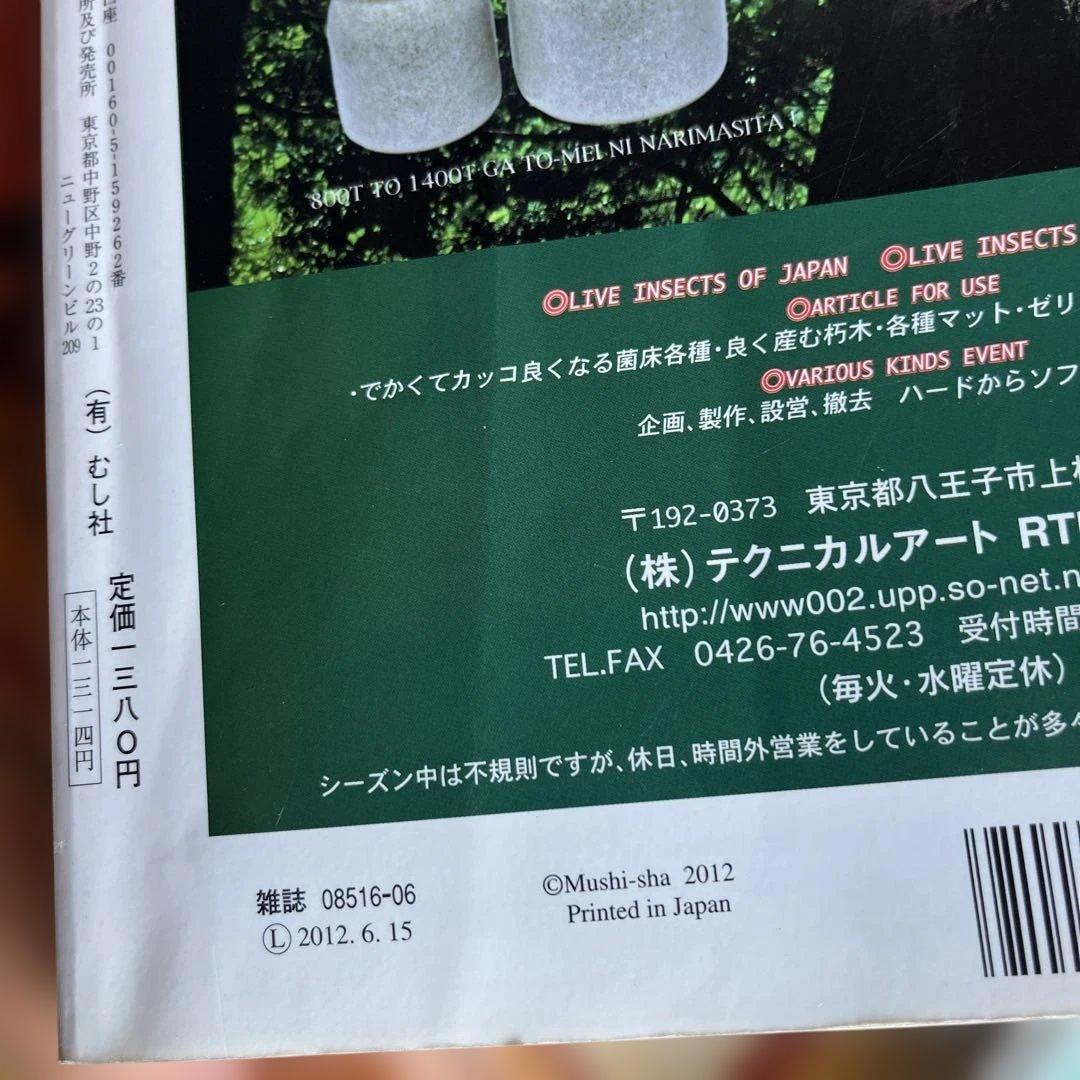 口座 00160-5-159262番
所及び発売所 東京都中野区中野2の23の1
ニューグリーンビル209
(有) むし社
定価一三八〇円
本体一三一四円
800T TO 1400T GA TO-MEI NI NARIMASITA !
◎LIVE INSECTS OF JAPAN ◎LIVE INSECTS
◎ARTICLE FOR USE
・でかくてカッコ良くなる菌床各種・良く産む朽木・各種マット・ゼリ
◎VARIOUS KINDS EVENT
企画、製作、設営、撤去 ハードからソフ
〒192-0373 東京都八王子市上
(株) テクニカルアート RT
http://www002.upp.so-net.n
TEL.FAX 0426-76-4523 受付時間
(毎火・水曜定休)
シーズン中は不規則ですが、休日、時間外営業をしていることが多
雑誌 08516-06
Ⓛ 2012. 6. 15
©Mushi-sha 2012
Printed in Japan